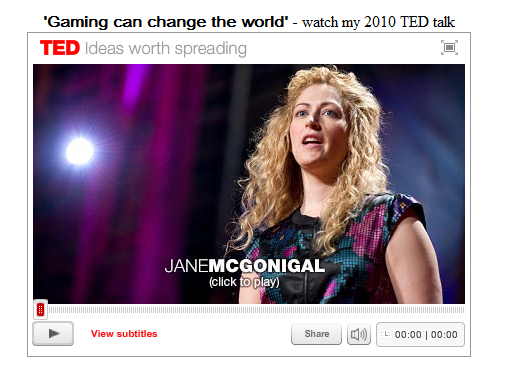 'Gaming can change the world' - watch my 2010 TED talk
TED Ideas worth spreading
JANEMCGONIGAL
(click to play)
View subtitles
Share
00:00 | 00:00